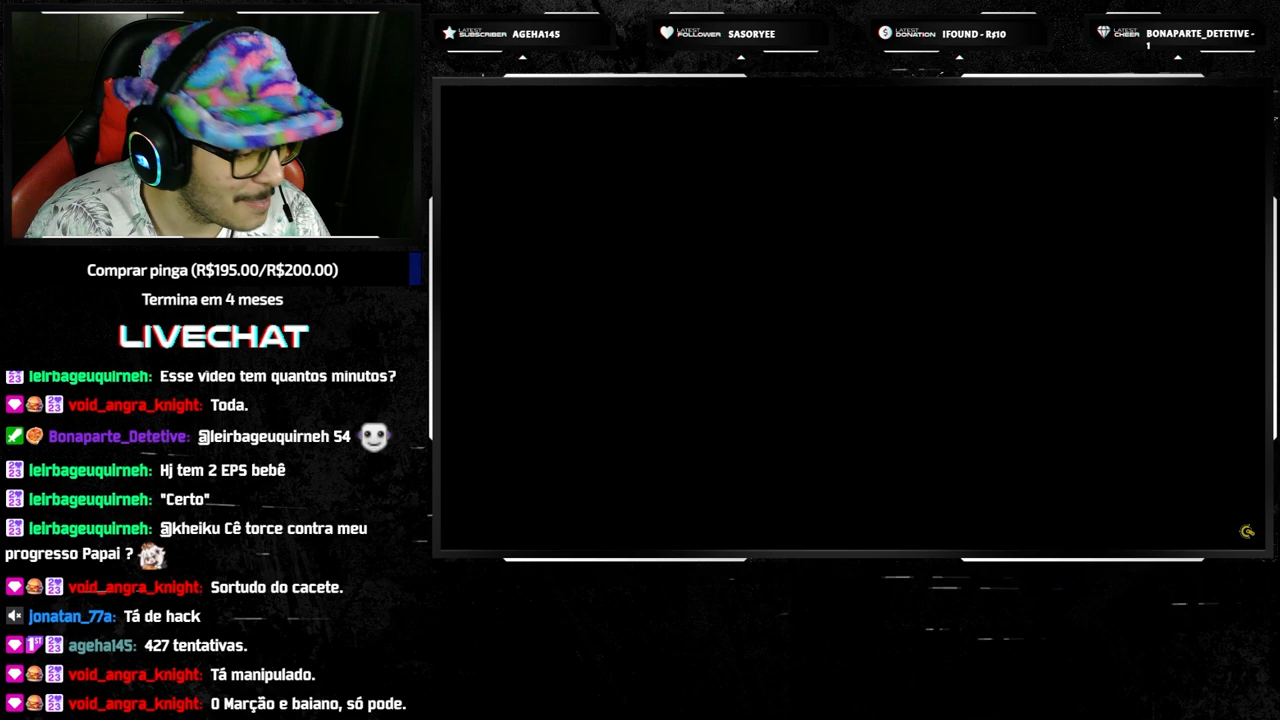 LATEST SUBSCRIBER AGEHA145
LATEST FOLLOWER SASORYEE
LATEST DONATION IFOUND - R$10
LATEST CHEER BONAPARTE_DETETIVE - 1
Comprar pinga (R$195.00/R$200.00)
Termina em 4 meses
LIVECHAT
leirbageuquirneh: Esse video tem quantos minutos?
void_angra_knight: Toda.
Bonaparte_Detetive: @leirbageuquirneh 54
leirbageuquirneh: Hj tem 2 EPS bebê
leirbageuquirneh: "Certo"
leirbageuquirneh: @kheiku Cê torce contra meu
progresso Papai ?
void_angra_knight: Sortudo do cacete.
jonatan_77a: Tá de hack
1ST ageha145: 427 tentativas.
void_angra_knight: Tá manipulado.
void_angra_knight: O Março e baiano, só pode.